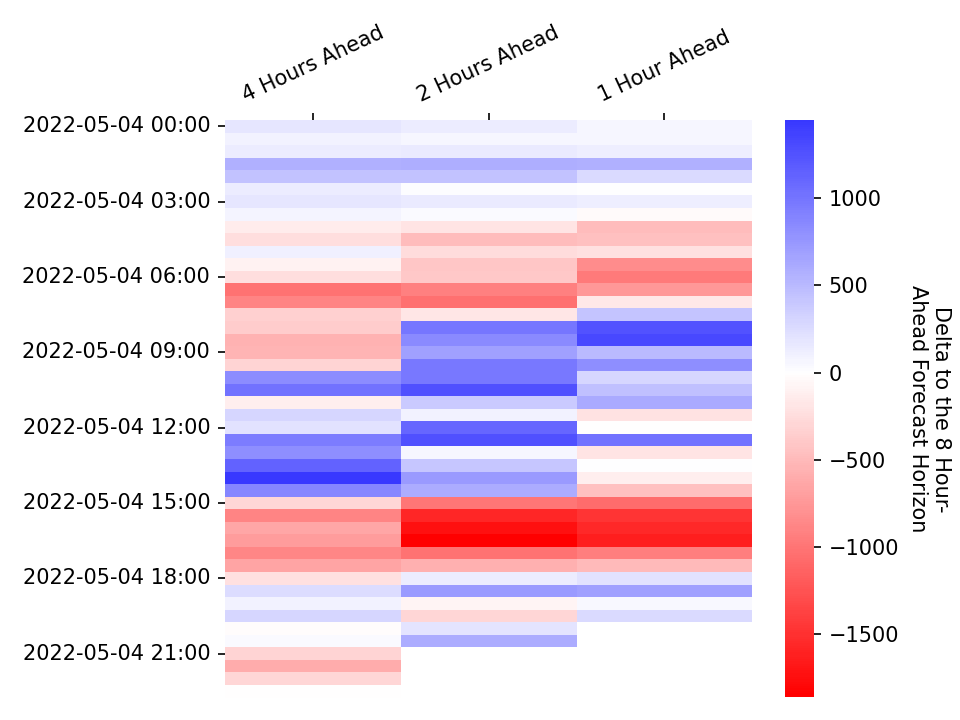 4 Hours Ahead
2 Hours Ahead
1 Hour Ahead
2022-05-04 00:00
2022-05-04 03:00
2022-05-04 06:00
2022-05-04 09:00
2022-05-04 12:00
2022-05-04 15:00
2022-05-04 18:00
2022-05-04 21:00
1000
500
0
−500
−1000
−1500
Delta to the 8 Hour-
Ahead Forecast Horizon